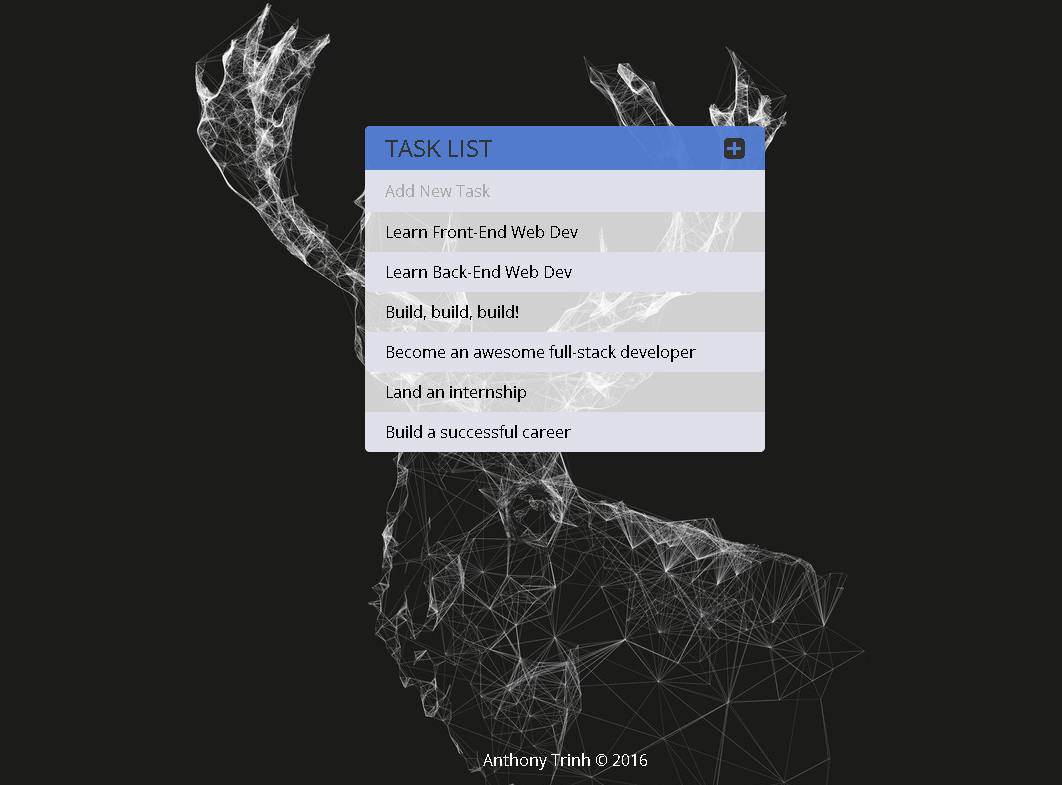 TASK LIST
Add New Task
Learn Front-End Web Dev
Learn Back-End Web Dev
Build, build, build!
Become an awesome full-stack developer
Land an internship
Build a successful career
Anthony Trinh © 2016